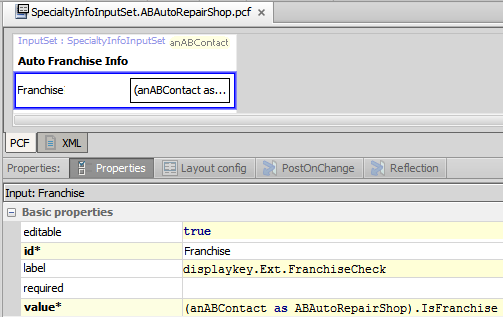 SpecialtyInfoInputSet.ABAutoRepairShop.pcf ×
InputSet : SpecialtyInfoInputSet anABContact
Auto Franchise Info
Franchise (anABContact as...
PCF XML
Properties: Properties Layout config PostOnChange Reflection
Input: Franchise
Basic properties
editable true
id* Franchise
label displaykey.Ext.FranchiseCheck
required
value* (anABContact as ABAutoRepairShop).IsFranchise